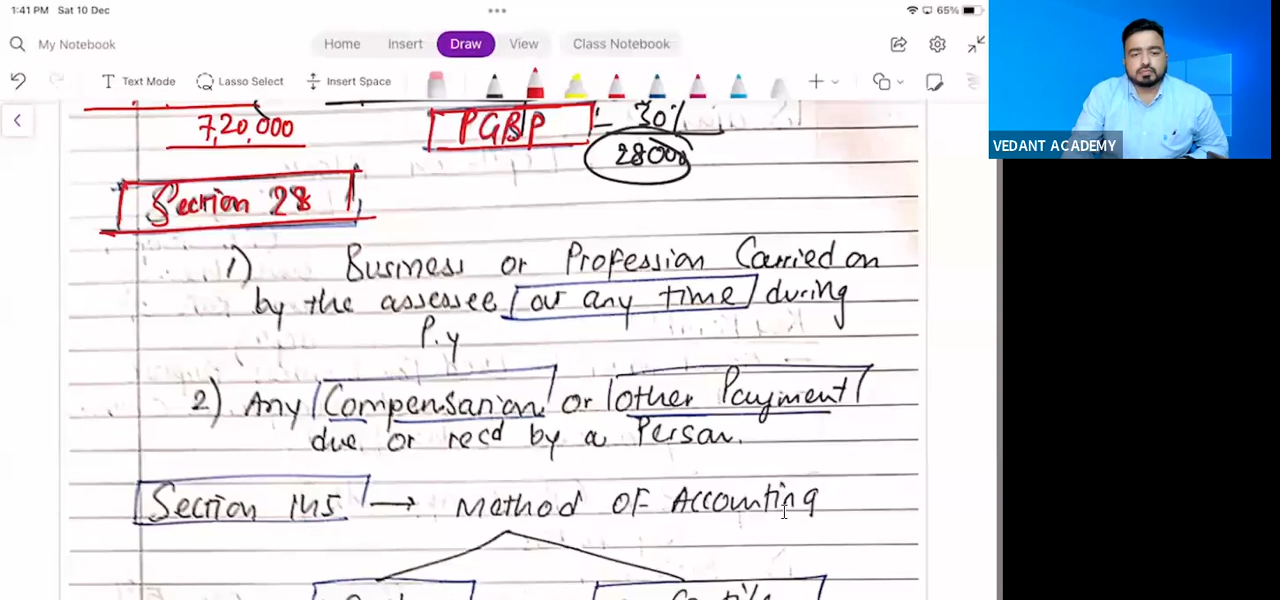 1:41 PM Sat 10 Dec
65%
My Notebook
Home Insert Draw View Class Notebook
Text Mode Lasso Select Insert Space
VEDANT ACADEMY
7,20,000
PGBP = 30%
28000
Section 28
1) Business or Profession Carried on
by the assessee at any time during
P.y
2) Any Compensation or other Payment
due or recd by a Person.
Section 145 → Method OF Accounting